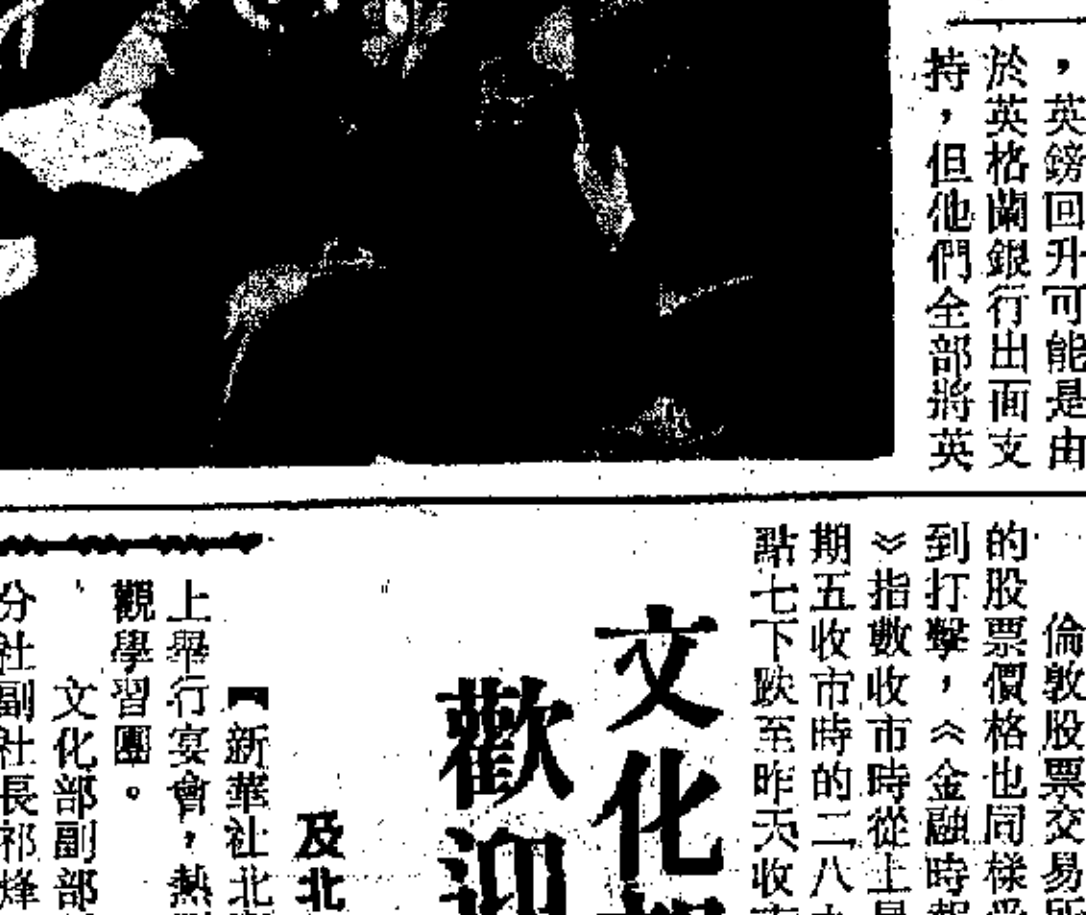 ，英鎊回升可能是由
於英格蘭銀行出面支
持，但他們全部將英
倫敦股票交易所
的股票價格也同樣受
到打擊，《金融時報
》指數收市時從上星
期五收市時的二八九
點七下跌至昨天收市
文化部
歡迎
及北
【新華社北京
上舉行宴會，熱烈
觀學習團。
文化部副部
分社副社長祁烽